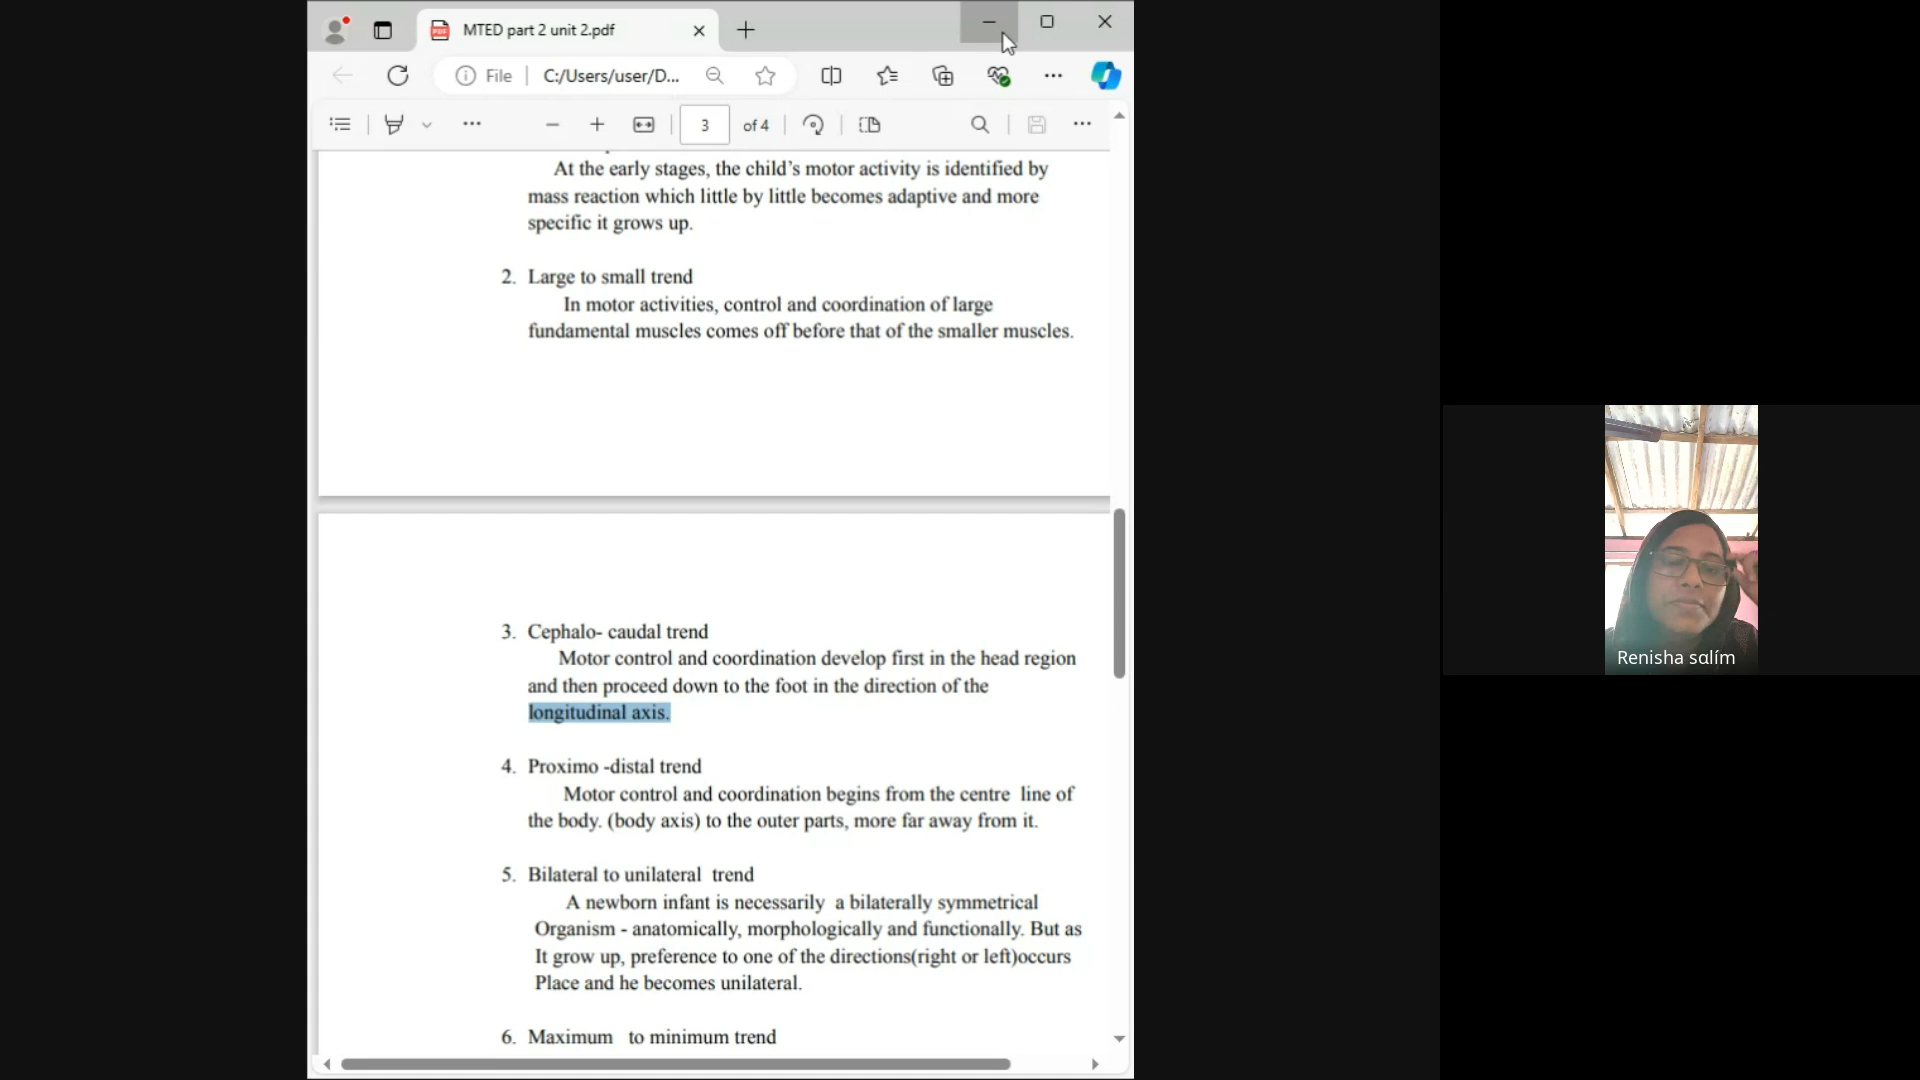 MTED part 2 unit 2.pdf
File
C:/Users/user/D...
3
of 4
At the early stages, the child's motor activity is identified by
mass reaction which little by little becomes adaptive and more
specific it grows up.
2. Large to small trend
In motor activities, control and coordination of large
fundamental muscles comes off before that of the smaller muscles.
3. Cephalo- caudal trend
Motor control and coordination develop first in the head region
and then proceed down to the foot in the direction of the
longitudinal axis.
4. Proximo -distal trend
Motor control and coordination begins from the centre line of
the body. (body axis) to the outer parts, more far away from it.
5. Bilateral to unilateral trend
A newborn infant is necessarily a bilaterally symmetrical
Organism - anatomically, morphologically and functionally. But as
It grow up, preference to one of the directions(right or left)occurs
Place and he becomes unilateral.
6. Maximum to minimum trend
Renisha sαlím